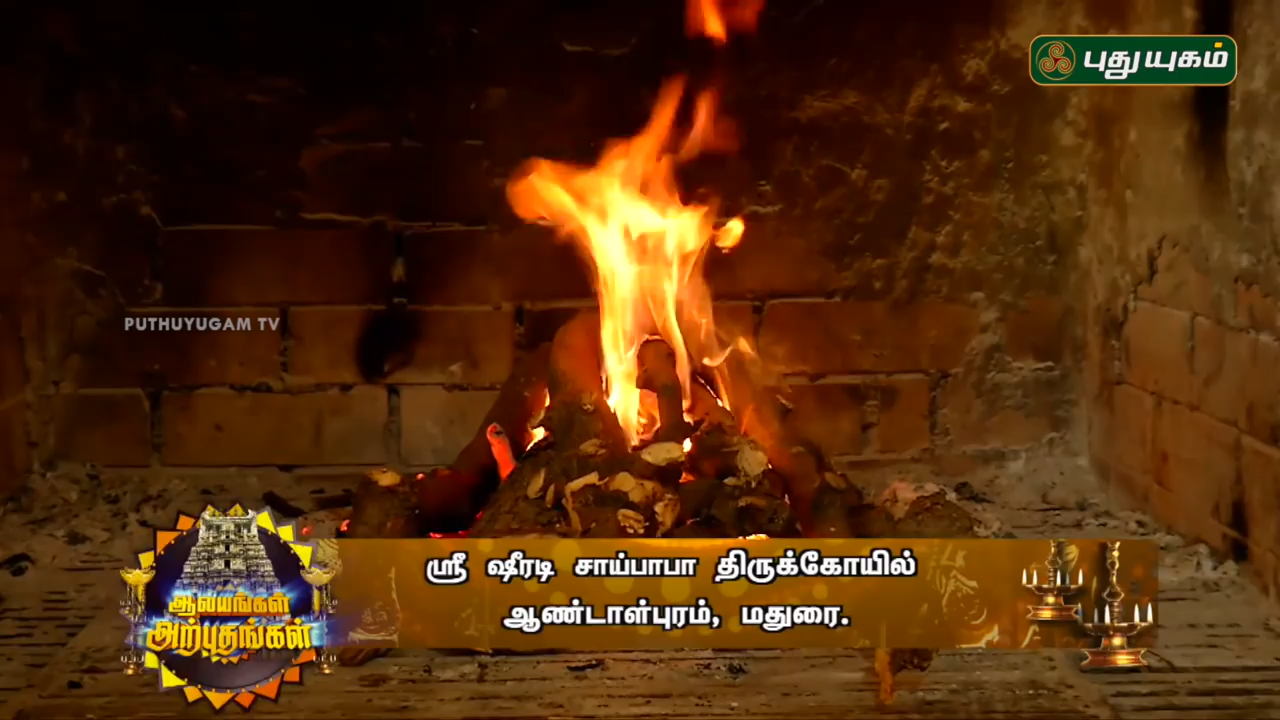 புதுயுகம்
PUTHUYUGAM TV
ஸ்ரீ ஷீரடி சாய்பாபா திருக்கோயில்
ஆண்டாள்புரம், மதுரை.
ஆலயங்கள்
அற்புதங்கள்